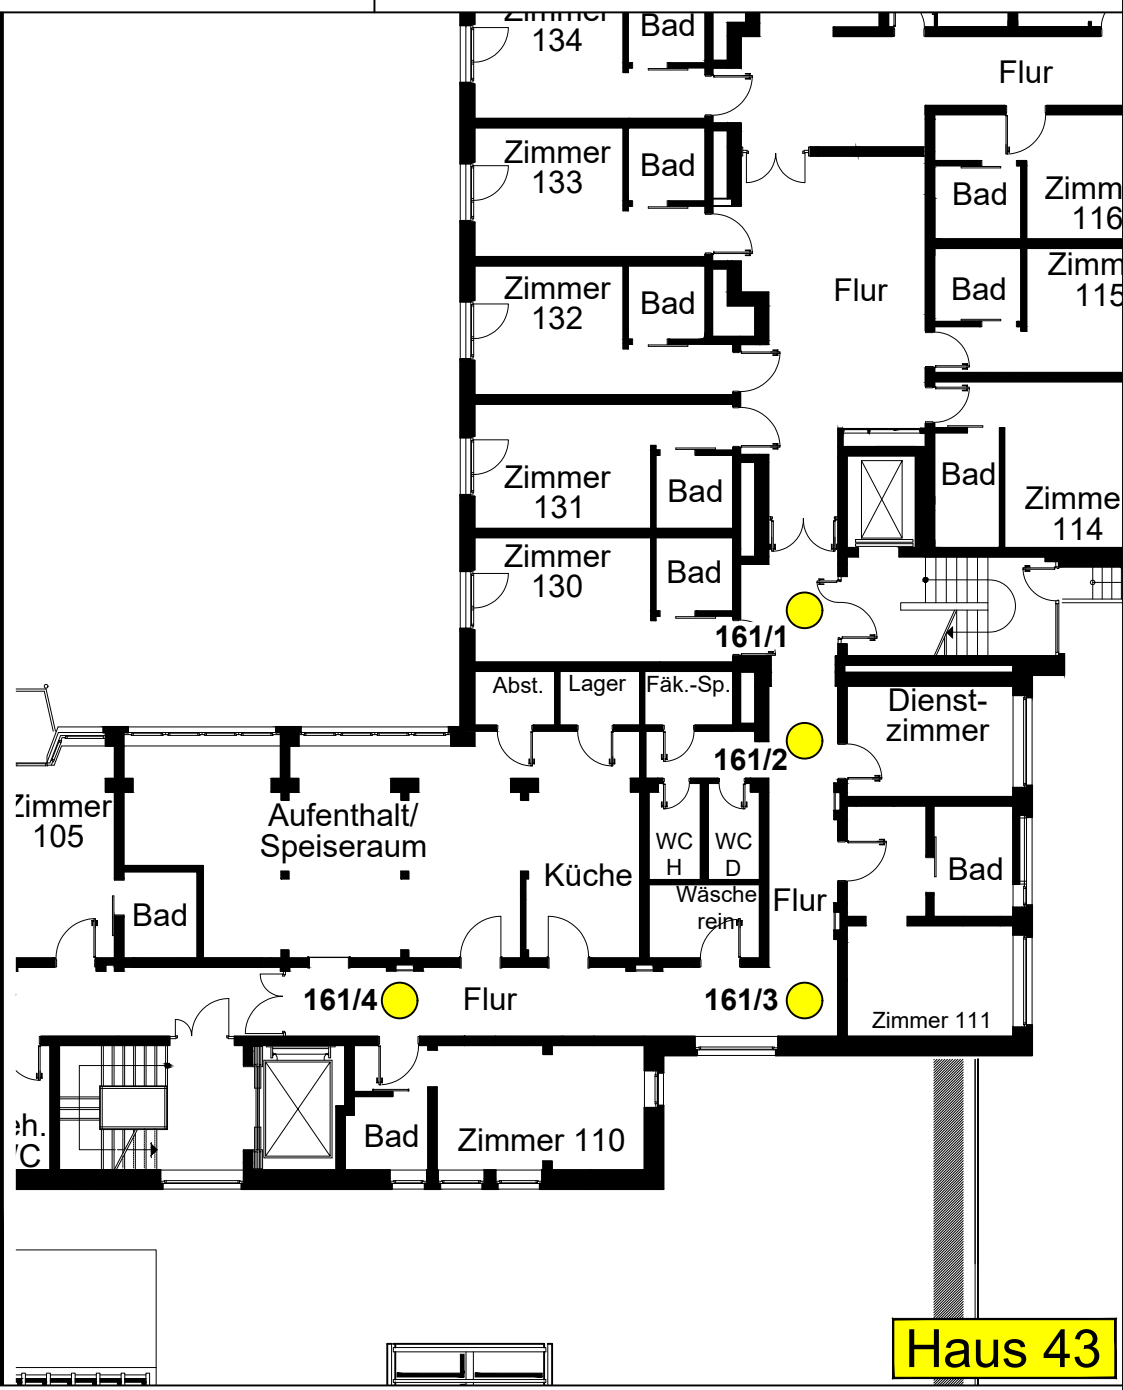 Zimmer
134
Bad
Flur
Zimmer
133
Bad
Bad
Zimm
116
Zimmer
132
Bad
Flur
Bad
Zimm
115
Zimmer
131
Bad
Bad
Zimme
114
Zimmer
130
Bad
161/1
Abst.
Lager
Fäk.-Sp.
Dienst-
zimmer
161/2
Zimmer
105
Aufenthalt/
Speiseraum
Küche
WC
H
WC
D
Bad
Wäsche
rein
Flur
Bad
161/4
Flur
161/3
Zimmer 111
eh.
C
Bad
Zimmer 110
Haus 43